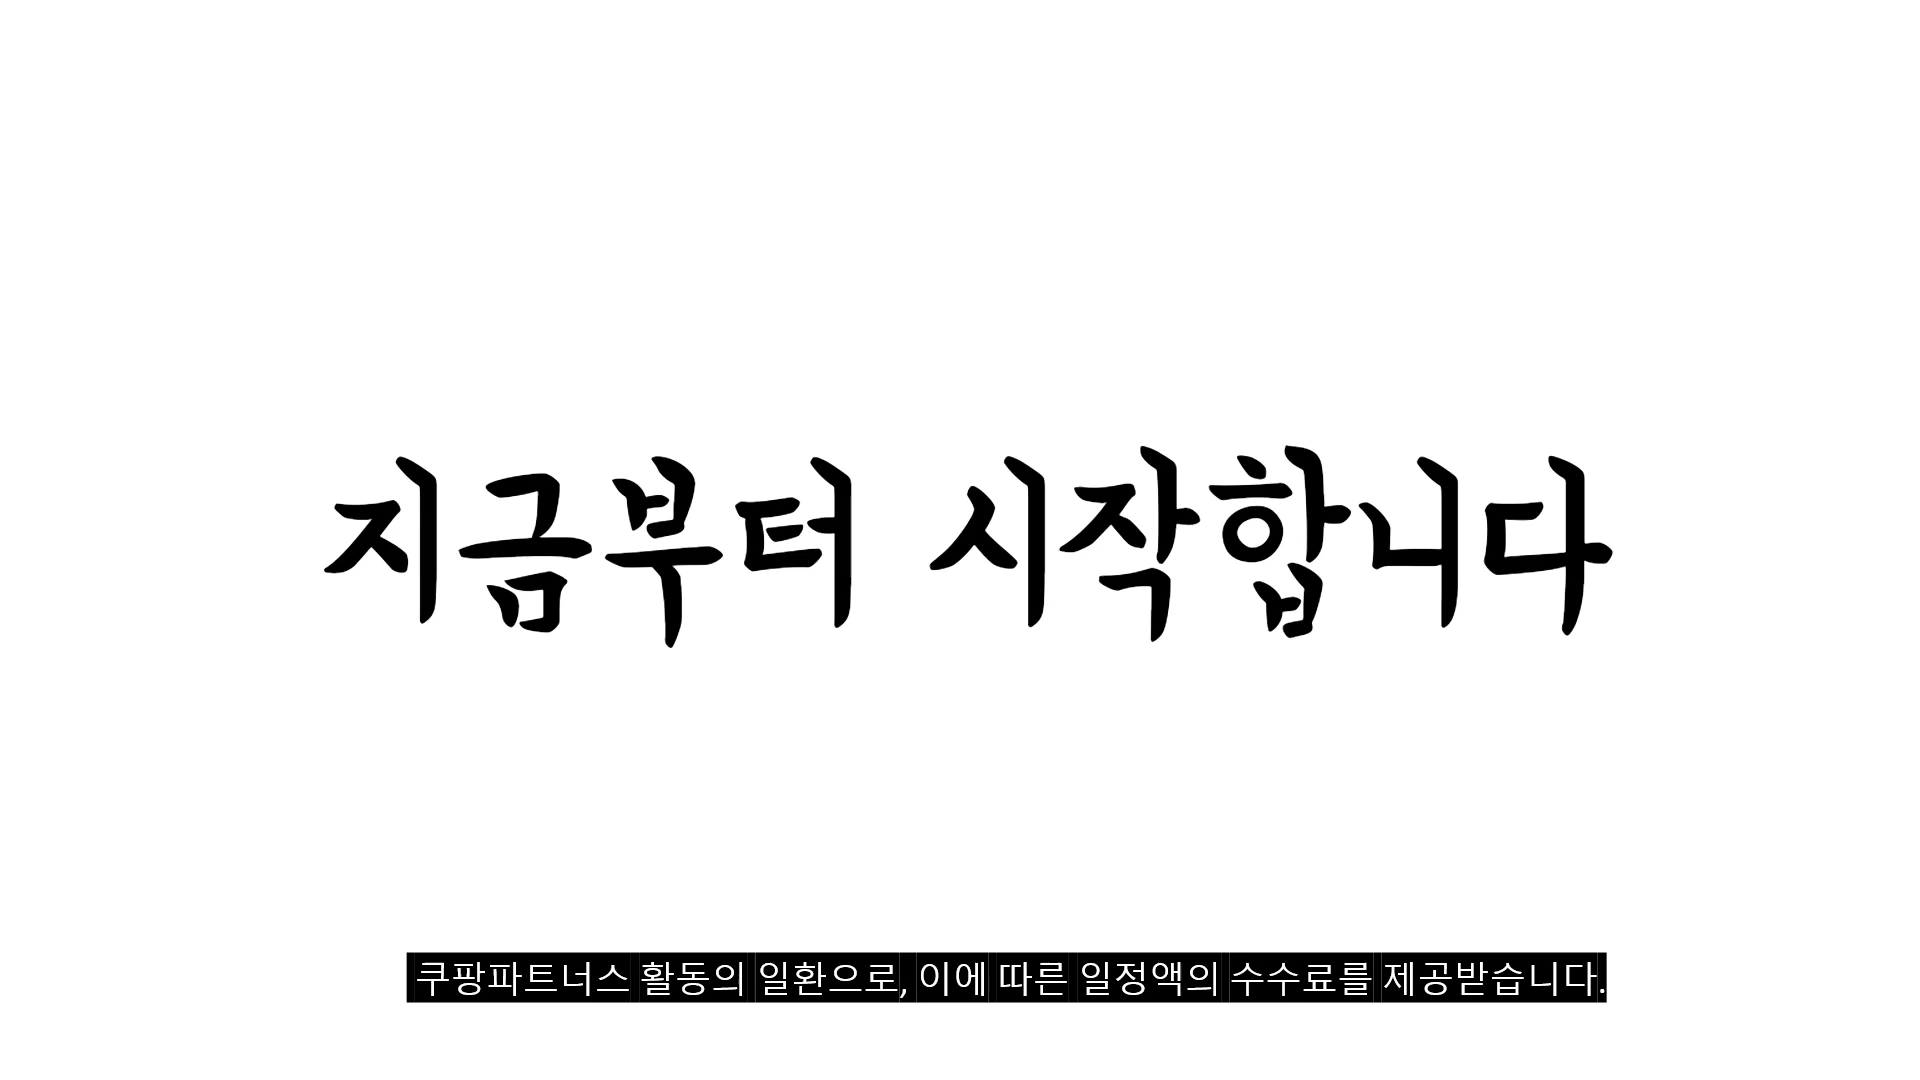 지금부터 시작합니다
쿠팡파트너스 활동의 일환으로, 이에 따른 일정액의 수수료를 제공받습니다.